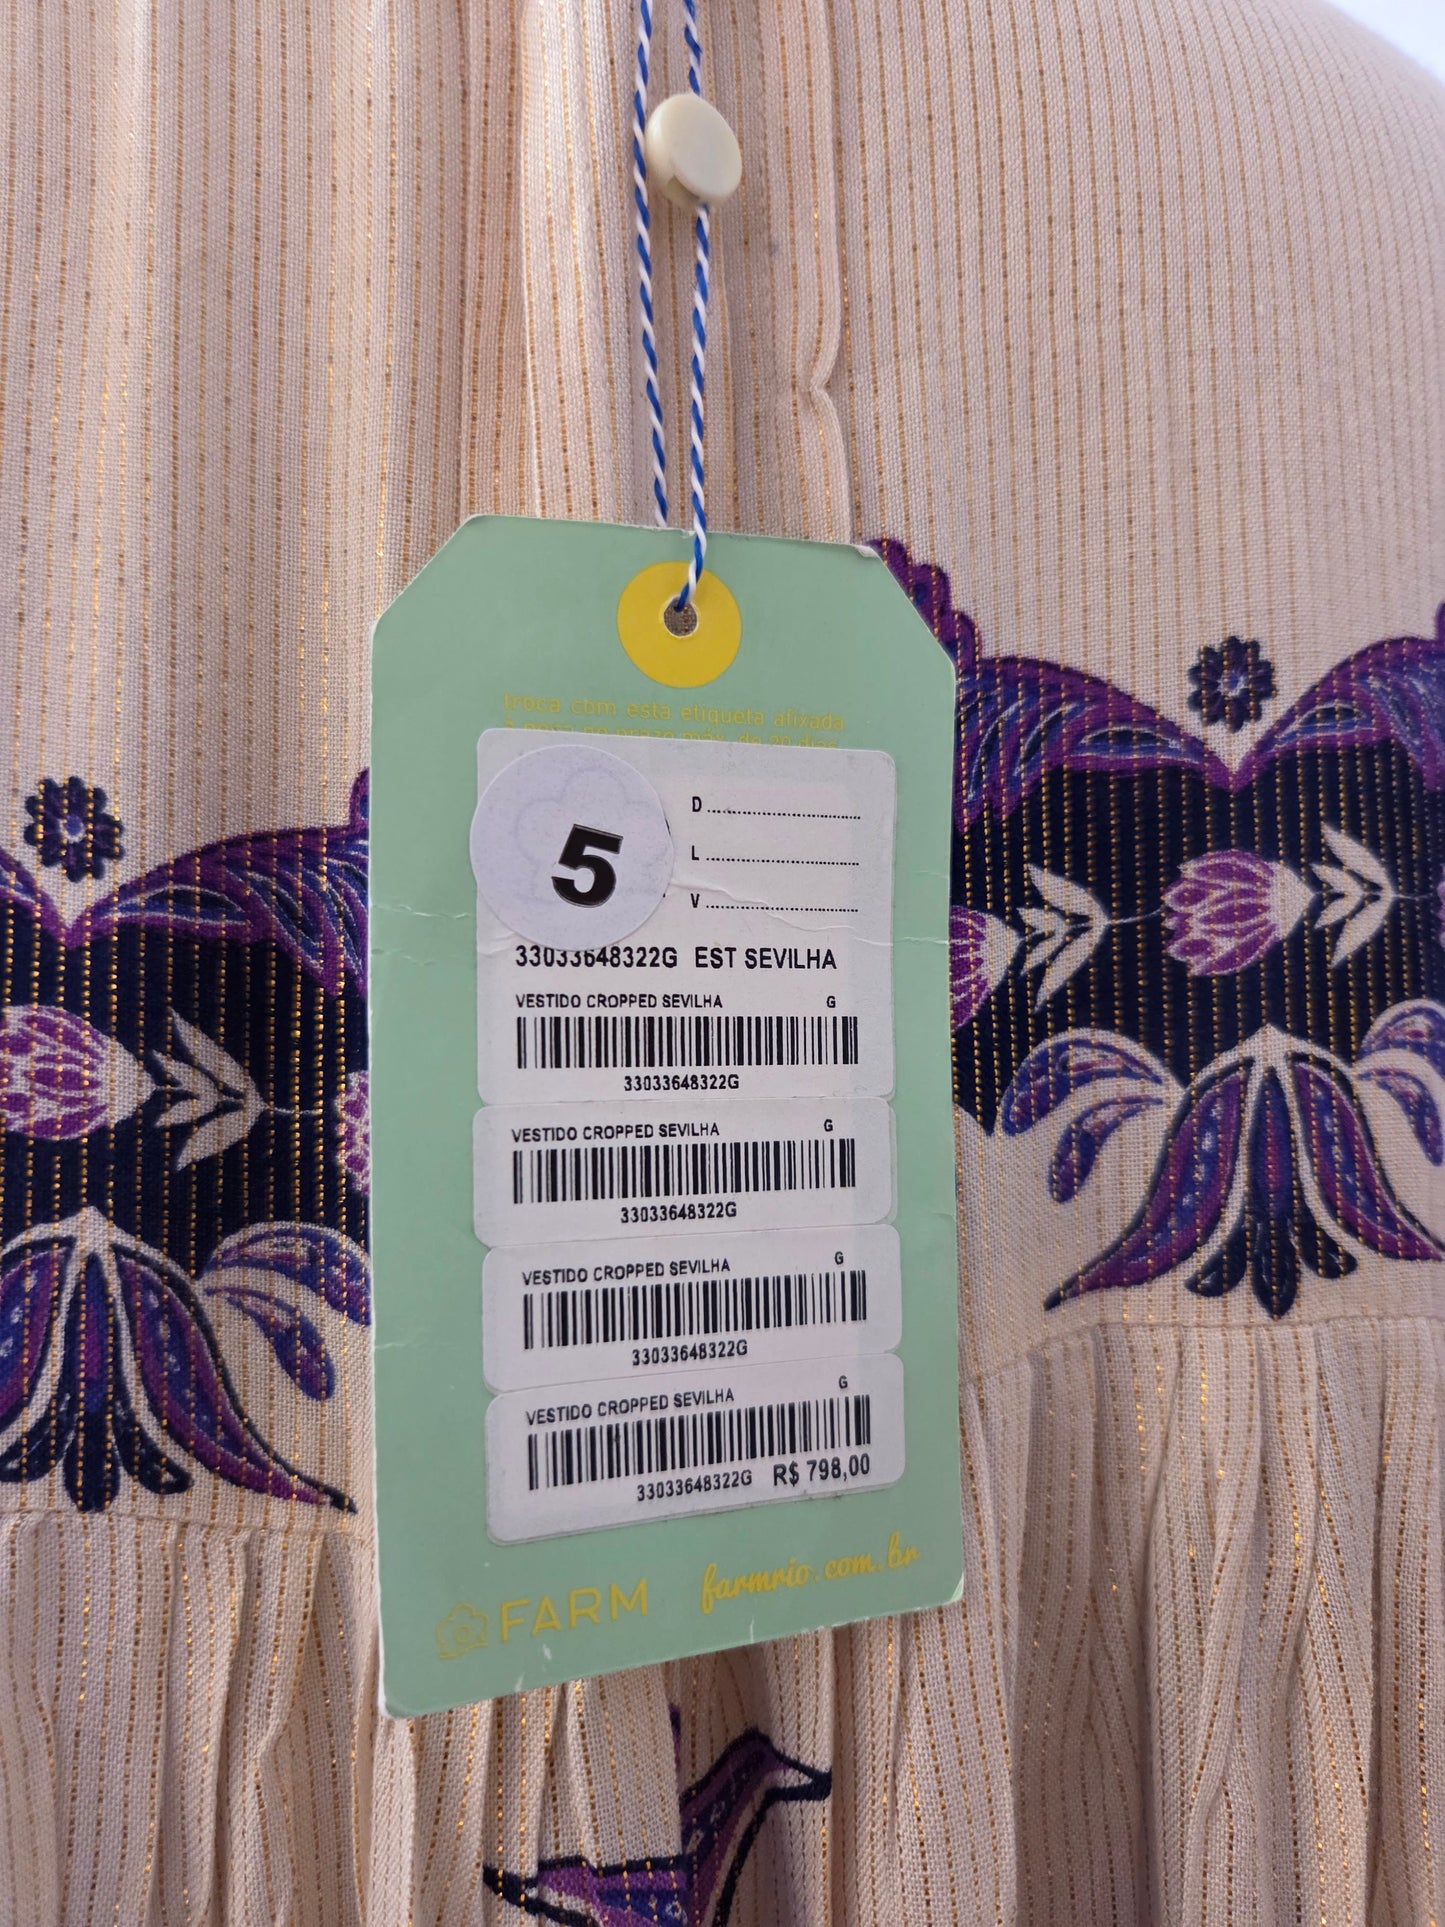 troca com esta etiqueta afixada
5
D
L
V
33033648322G EST SEVILHA
VESTIDO CROPPED SEVILHA G
33033648322G
VESTIDO CROPPED SEVILHA G
33033648322G
VESTIDO CROPPED SEVILHA G
33033648322G
VESTIDO CROPPED SEVILHA G
33033648322G R$ 798,00
FARM farmrio.com.br